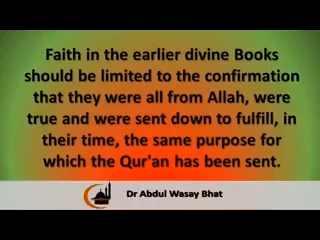 Faith in the earlier divine Books
should be limited to the confirmation
that they were all from Allah, were
true and were sent down to fulfill, in
their time, the same purpose for
which the Qur'an has been sent.
Dr Abdul Wasay Bhat